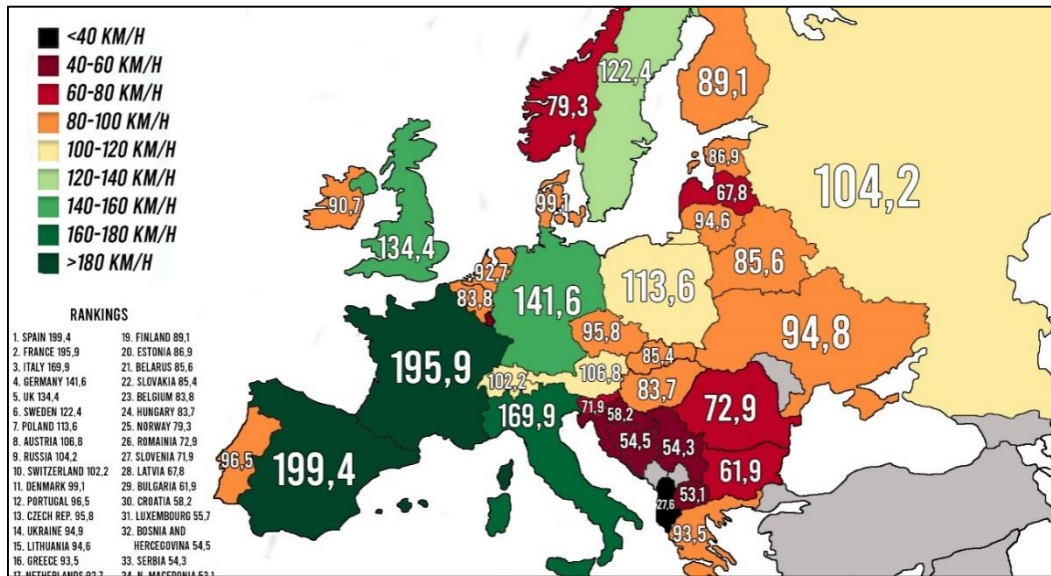 <40 KM/H
40-60 KM/H
60-80 KM/H
80-100 KM/H
100-120 KM/H
120-140 KM/H
140-160 KM/H
160-180 KM/H
>180 KM/H
RANKINGS
1. SPAIN 199,4
2. FRANCE 195,9
3. ITALY 169,9
4. GERMANY 141,6
5. UK 134,4
6. SWEDEN 122,4
7. POLAND 113,6
8. AUSTRIA 106,8
9. RUSSIA 104,2
10. SWITZERLAND 102,2
11. DENMARK 99,1
12. PORTUGAL 96,5
13. CZECH REP. 95,8
14. UKRAINE 94,9
15. LITHUANIA 94,6
16. GREECE 93,5
17. NETHERLANDS 92,7
19. FINLAND 89,1
20. ESTONIA 86,9
21. BELARUS 85,6
22. SLOVAKIA 85,4
23. BELGIUM 83,8
24. HUNGARY 83,7
25. NORWAY 79,3
26. ROMAINIA 72,9
27. SLOVENIA 71,9
28. LATVIA 67,8
29. BULGARIA 61,9
30. CROATIA 58,2
31. LUXEMBOURG 55,7
32. BOSNIA AND
HERCEGOVINA 54,5
33. SERBIA 54,3
34. N. MACEDONIA 53,1
122,4
89,1
79,3
86,9
104,2
67,8
90,7
99,1
94,6
134,4
92,7
85,6
83,8
141,6
113,6
95,8
94,8
85,4
195,9
102,2
106,8
83,7
169,9
71,9
58,2
72,9
54,5
54,3
96,5
199,4
61,9
53,1
27,6
93,5